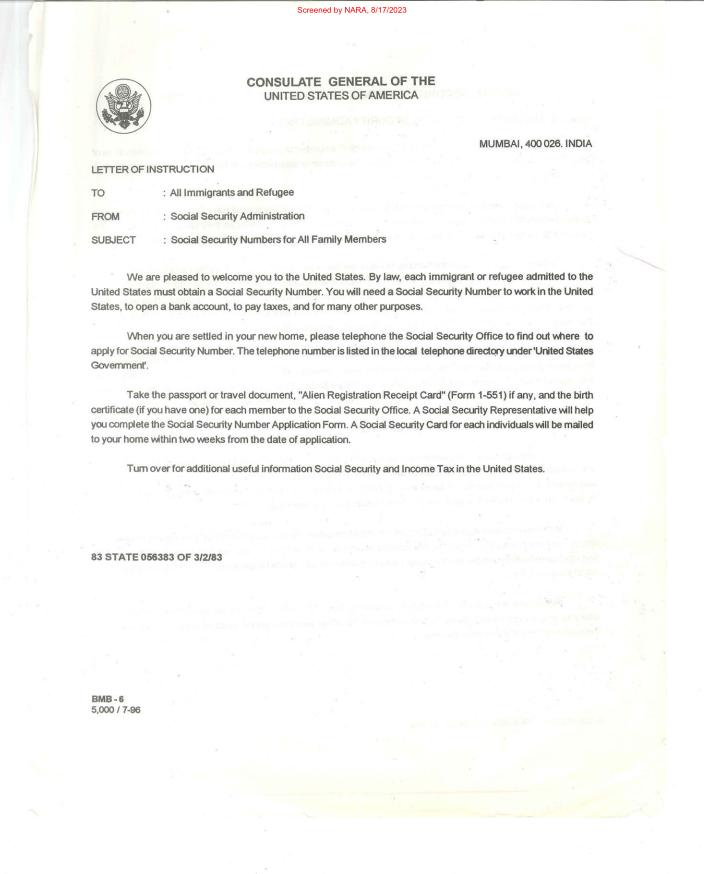 Screened by NARA, 8/17/2023
CONSULATE GENERAL OF THE
UNITED STATES OF AMERICA
MUMBAI, 400 026. INDIA
LETTER OF INSTRUCTION
TO : All Immigrants and Refugee
FROM : Social Security Administration
SUBJECT : Social Security Numbers for All Family Members
We are pleased to welcome you to the United States. By law, each immigrant or refugee admitted to the
United States must obtain a Social Security Number. You will need a Social Security Number to work in the United
States, to open a bank account, to pay taxes, and for many other purposes.
When you are settled in your new home, please telephone the Social Security Office to find out where to
apply for Social Security Number. The telephone number is listed in the local telephone directory under 'United States
Government'.
Take the passport or travel document, "Alien Registration Receipt Card" (Form 1-551) if any, and the birth
certificate (if you have one) for each member to the Social Security Office. A Social Security Representative will help
you complete the Social Security Number Application Form. A Social Security Card for each individuals will be mailed
to your home within two weeks from the date of application.
Turn over for additional useful information Social Security and Income Tax in the United States.
83 STATE 056383 OF 3/2/83
BMB - 6
5,000 / 7-96